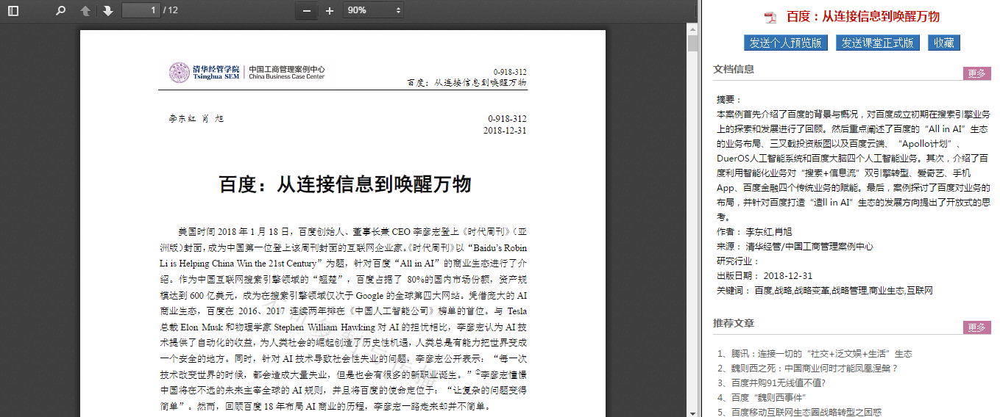 1 / 12
90%
清华经管学院 中国工商管理案例中心
Tsinghua SEM China Business Case Center
0-918-312
百度：从连接信息到唤醒万物
李东红 肖 旭
0-918-312
2018-12-31
百度：从连接信息到唤醒万物
美国时间 2018 年 1 月 18 日，百度创始人、董事长兼 CEO 李彦宏登上《时代周刊》（亚
洲版）封面，成为中国第一位登上该周刊封面的互联网企业家。《时代周刊》以“Baidu's Robin
Li is Helping China Win the 21st Century”为题，针对百度“All in AI”的商业生态进行了介
绍。作为中国互联网搜索引擎领域的“翘楚”，百度占据了 80%的国内市场份额，资产规
模达到 600 亿美元，成为在搜索引擎领域仅次于 Google 的全球第四大网站。凭借庞大的 AI
商业生态，百度在 2016、2017 连续两年排在《中国人工智能公司》榜单的首位。与 Tesla
总裁 Elon Musk 和物理学家 Stephen William Hawking 对 AI 的担忧相比，李彦宏认为 AI 技
术提供了自动化的收益，为人类社会的崛起创造了历史性机遇，人类总是有能力把世界变成
一个安全的地方。同时，针对 AI 技术导致社会性失业的问题，李彦宏公开表示：“每一次
技术改变世界的时候，都会造成大量失业，但是也会有很多的新职业诞生。”①李彦宏憧憬
中国将在不远的未来主宰全球的 AI 规则，并且将百度的使命定位于：“让复杂的问题变得
简单”。然而，回顾百度 18 年布局 AI 商业的历程，李彦宏一路走来却并不简单。
不可复制与传播
百度：从连接信息到唤醒万物
发送个人预览版 发送课堂正式版 收藏
文档信息 更多
摘要：
本案例首先介绍了百度的背景与概况，对百度成立初期在搜索引擎业务
上的探索和发展进行了回顾。然后重点阐述了百度的“All in AI”生态
的业务布局、三叉戟投资版图以及百度云端、“Apollo计划”、
DuerOS人工智能系统和百度大脑四个人工智能业务。其次，介绍了百
度利用智能化业务对“搜索+信息流”双引擎转型、爱奇艺、手机
App、百度金融四个传统业务的赋能。最后，案例探讨了百度对业务的
布局，并针对百度打造“造ll in AI”生态的发展方向提出了开放式的思
考。
作者： 李东红,肖旭
来源： 清华经管/中国工商管理案例中心
研究行业：
出版日期： 2018-12-31
关键词： 百度,战略,战略变革,战略管理,商业生态,互联网
推荐文章 更多
1、腾讯：连接一切的“社交+泛文娱+生活”生态
2、魏则西之死：中国商业何时才能凤凰涅槃？
3、百度并购91无线值不值?
4、百度“魏则西事件”
5、百度移动互联网生态圈战略转型之困惑